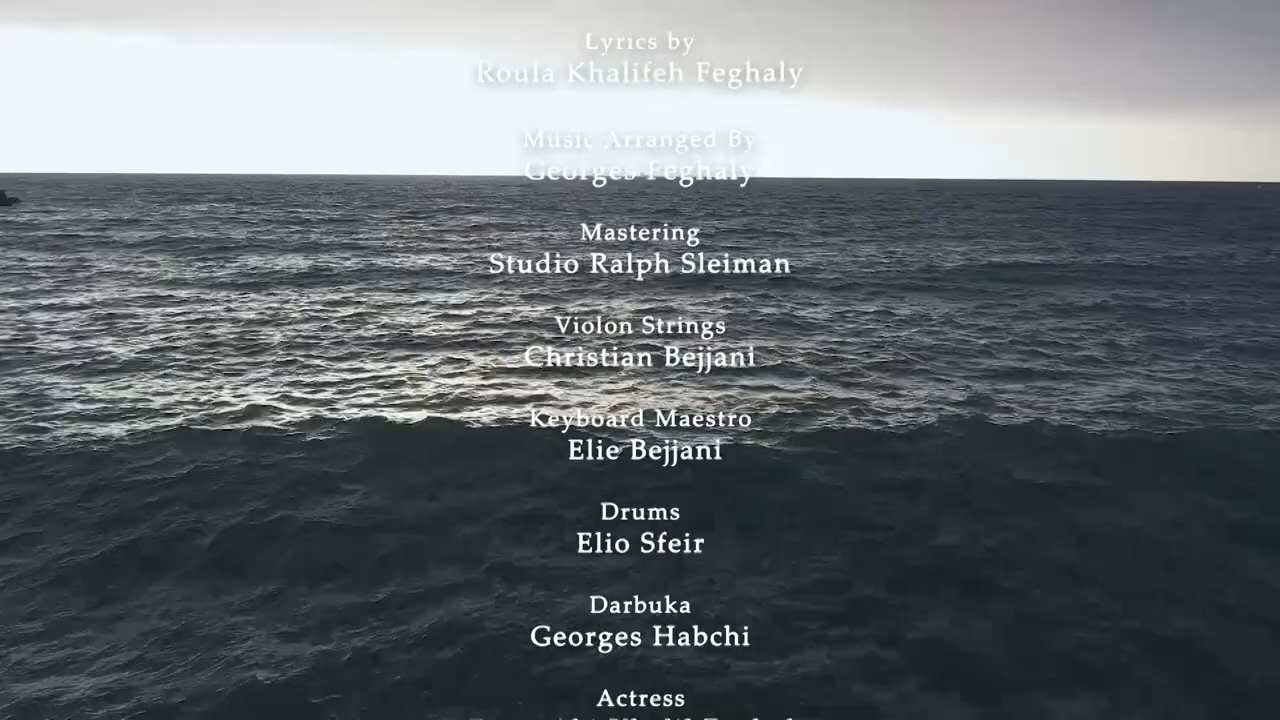 Lyrics by
Roula Khalifeh Feghaly
Music Arranged By
Georges Feghaly
Mastering
Studio Ralph Sleiman
Violon Strings
Christian Bejjani
Keyboard Maestro
Elie Bejjani
Drums
Elio Sfeir
Darbuka
Georges Habchi
Actress